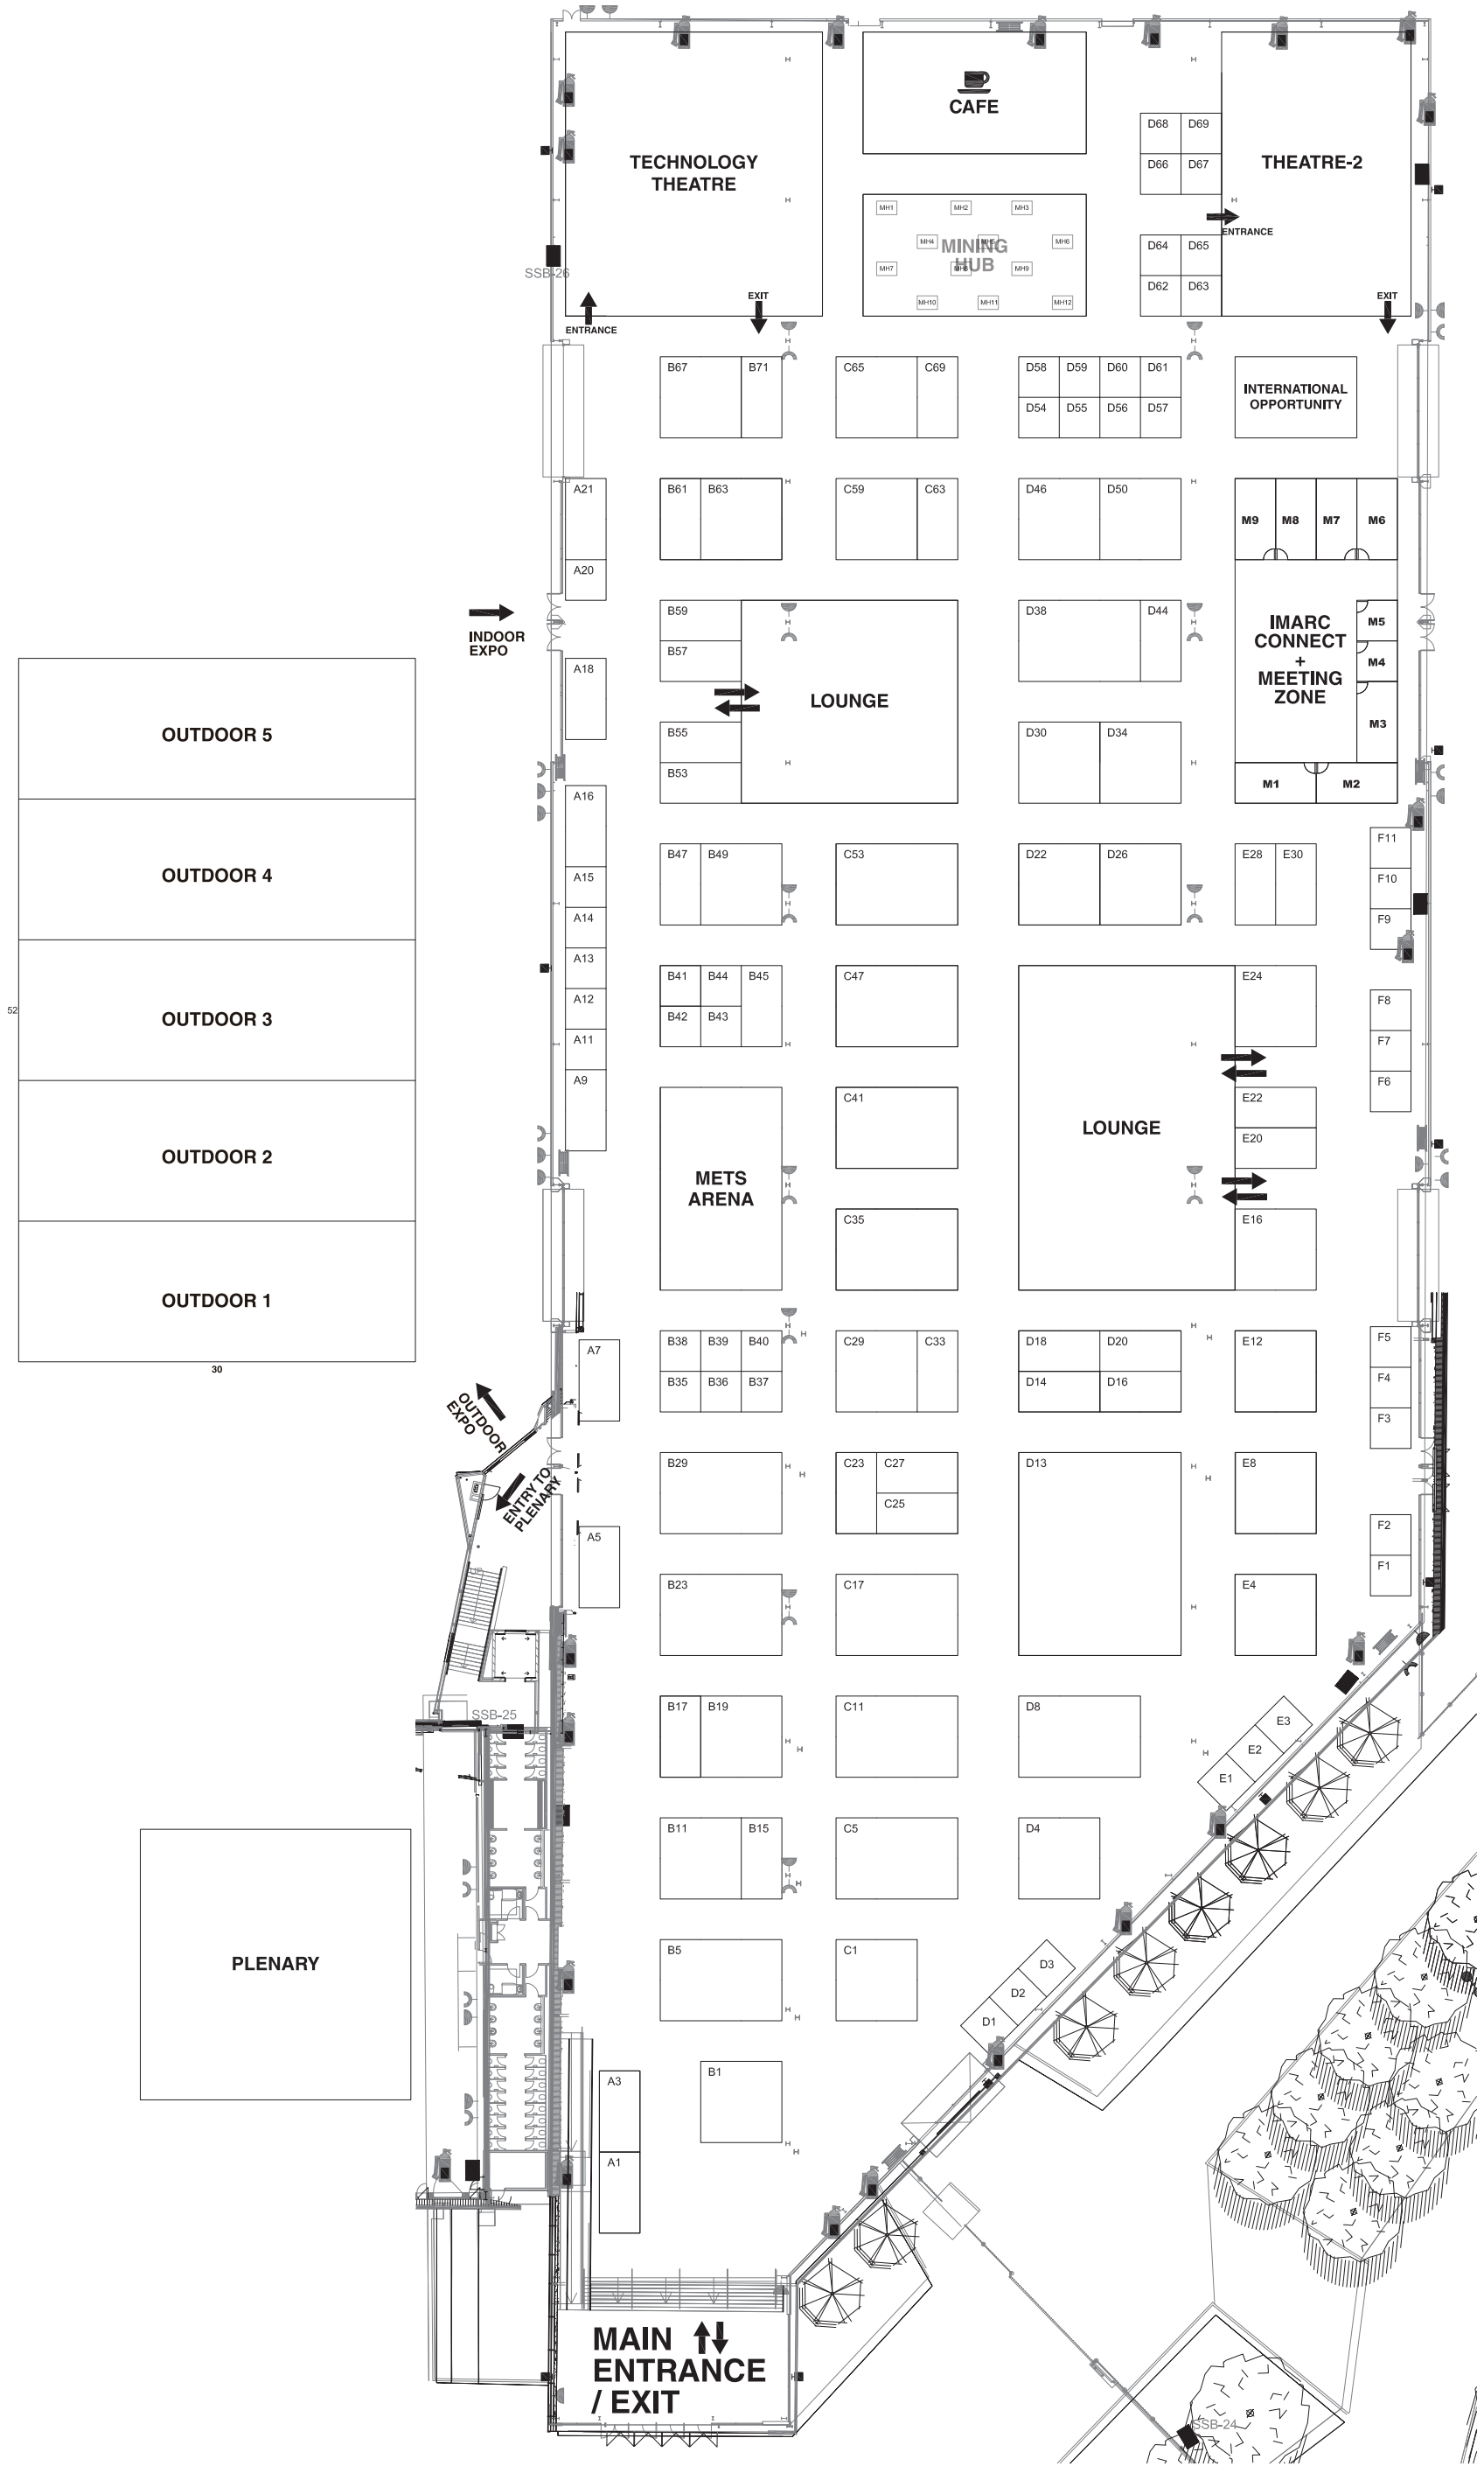 CAFE
TECHNOLOGY
THEATRE
THEATRE-2
D68
D69
D66
D67
ENTRANCE
D64
D65
D62
D63
EXIT
MH1
MH2
MH3
MH4
MH6
MINING
HUB
MH7
MH8
MH9
MH10
MH11
MH12
SSB-26
ENTRANCE
EXIT
B67
B71
C65
C69
D58
D59
D60
D61
D54
D55
D56
D57
INTERNATIONAL
OPPORTUNITY
A21
A20
B61
B63
C59
C63
D46
D50
M9
M8
M7
M6
INDOOR
EXPO
B59
B57
B55
B53
LOUNGE
D38
D44
D30
D34
IMARC
CONNECT
+
MEETING
ZONE
M5
M4
M3
M1
M2
A18
A16
A15
A14
A13
A12
A11
A9
OUTDOOR 5
OUTDOOR 4
OUTDOOR 3
OUTDOOR 2
OUTDOOR 1
52
30
B47
B49
C53
D22
D26
E28
E30
F11
F10
F9
B41
B44
B45
B42
B43
C47
LOUNGE
E24
E22
E20
E16
F8
F7
F6
METS
ARENA
C41
C35
A7
B38
B39
B40
B35
B36
B37
C29
C33
D18
D20
D14
D16
E12
F5
F4
F3
OUTDOOR
EXPO
ENTRY TO
PLENARY
A5
B29
C23
C27
C25
D13
E8
F2
F1
B23
C17
E4
SSB-25
B17
B19
C11
D8
E3
E2
E1
B11
B15
C5
D4
PLENARY
B5
C1
D3
D2
D1
A3
A1
B1
MAIN
ENTRANCE
/ EXIT
SSB-24